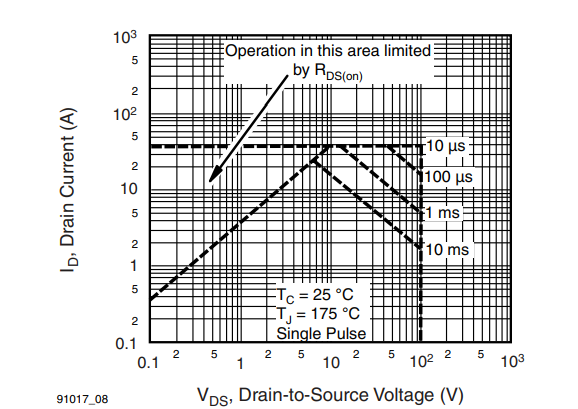 10³
5
2
10²
5
2
10
5
2
1
5
2
0.1
I_D, Drain Current (A)
Operation in this area limited
by R_DS(on)
10 µs
100 µs
1 ms
10 ms
T_C = 25 °C
T_J = 175 °C
Single Pulse
0.1 2 5 1 2 5 10 2 5 10² 2 5 10³
V_DS, Drain-to-Source Voltage (V)
91017_08